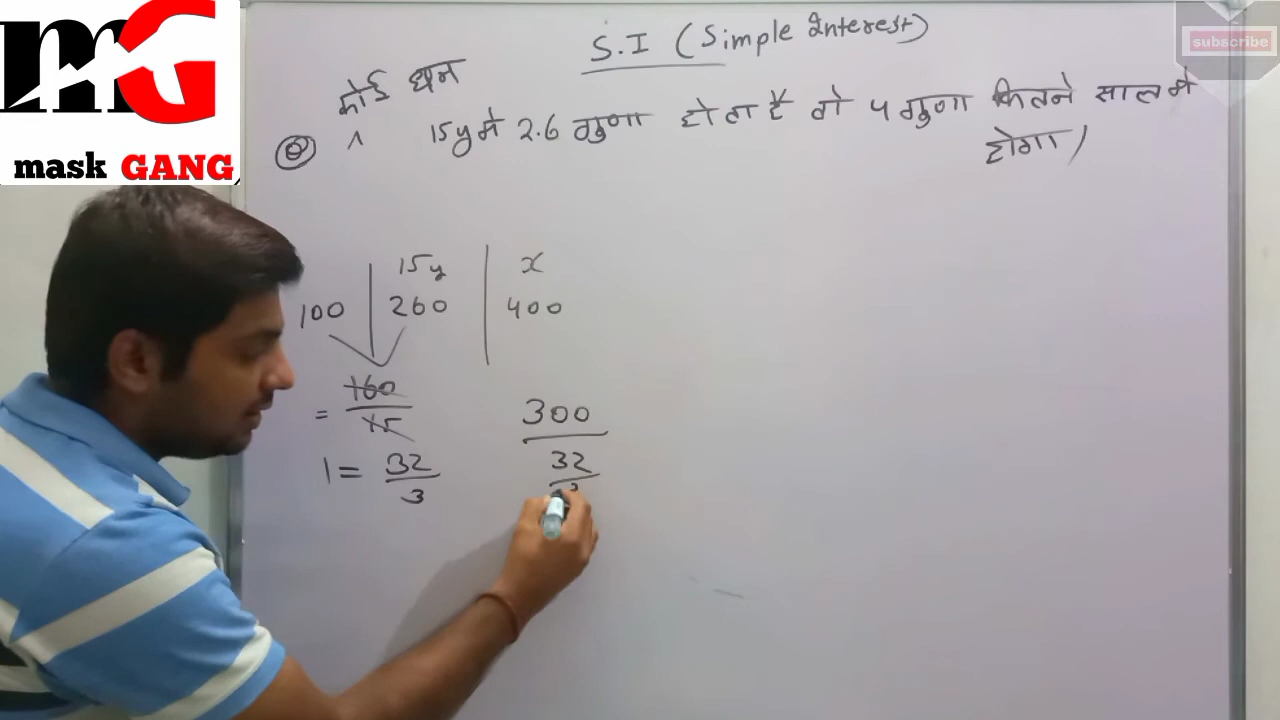 mG
mask GANG
subscribe
S.I (Simple Interest)
कोई धन
Q ^ 15y मे 2.6 गुणा होता है तो 4 गुणा कितने साल मे
होगा /
15y x
100 260 400
= 160/15
300
1 = 32/3
32